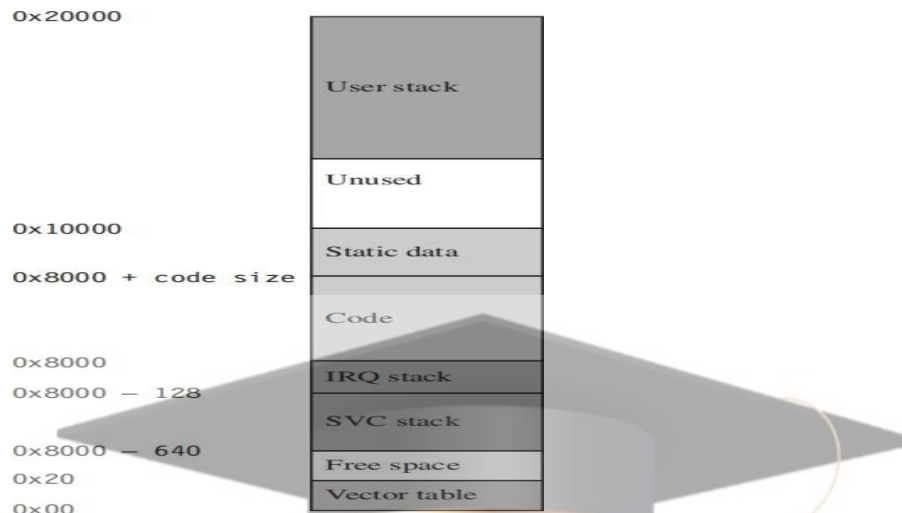 0x20000
User stack
Unused
0x10000
Static data
0x8000 + code size
Code
0x8000
IRQ stack
0x8000 – 128
SVC stack
0x8000 – 640
Free space
0x20
Vector table
0x00